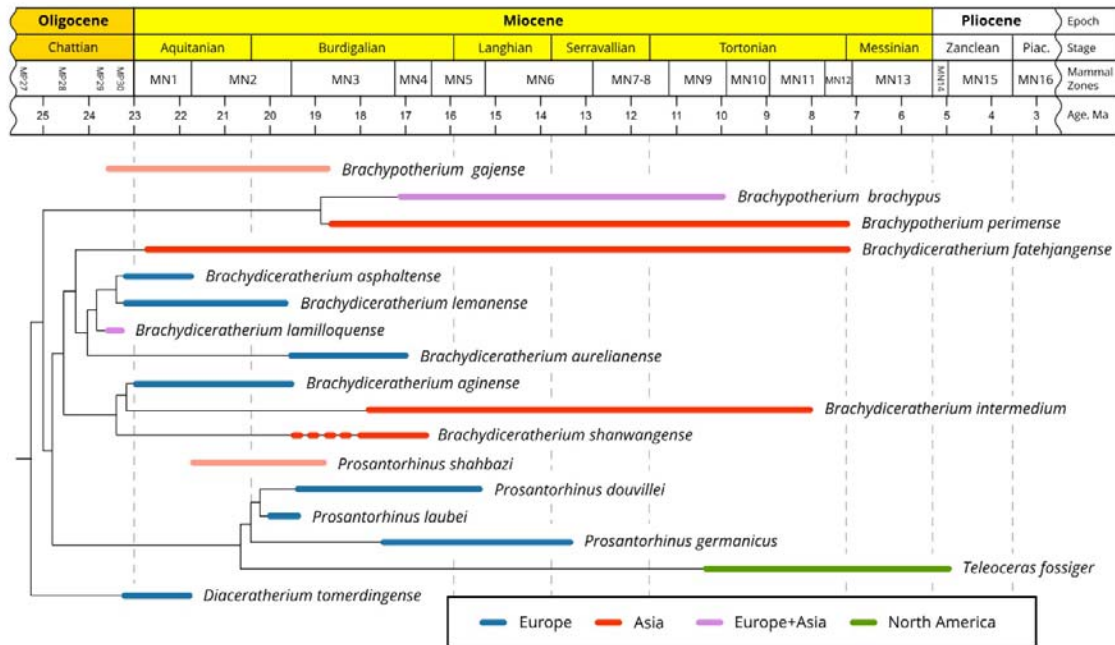 Oligocene Miocene Pliocene Epoch
Chattian Aquitanian Burdigalian Langhian Serravallian Tortonian Messinian Zanclean Piac. Stage
MP27 MP28 MP29 MP30 MN1 MN2 MN3 MN4 MN5 MN6 MN7-8 MN9 MN10 MN11 MN12 MN13 MN14 MN15 MN16 Mammal Zones
25 24 23 22 21 20 19 18 17 16 15 14 13 12 11 10 9 8 7 6 5 4 3 Age, Ma
Brachypotherium gajense
Brachypotherium brachypus
Brachypotherium perimense
Brachydiceratherium fatehjangense
Brachydiceratherium asphaltense
Brachydiceratherium lemanense
Brachydiceratherium lamilloquense
Brachydiceratherium aurelianense
Brachydiceratherium aginense
Brachydiceratherium intermedium
Brachydiceratherium shanwangense
Prosantorhinus shahbazi
Prosantorhinus douvillei
Prosantorhinus laubei
Prosantorhinus germanicus
Teleoceras fossiger
Diaceratherium tomerdingense
Europe Asia Europe+Asia North America